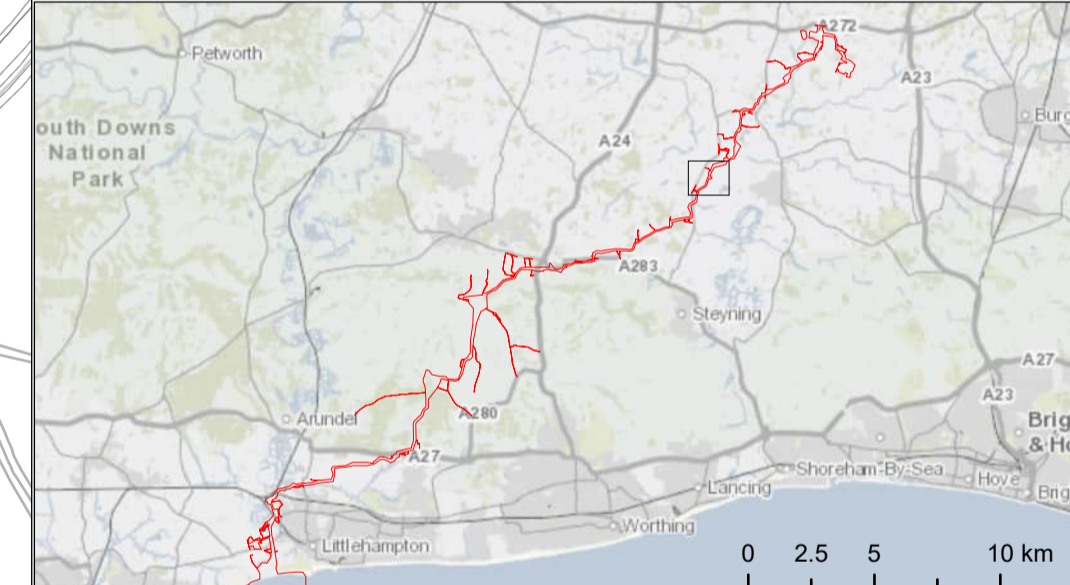 A272
Petworth
A23
Burg
outh Downs
National
Park
A24
A283
Steyning
A27
A23
Arundel
A280
Brig
& Ho
A27
Shoreham-By-Sea
Hove
Lancing
Brig
Worthing
Littlehampton
0 2.5 5 10 km